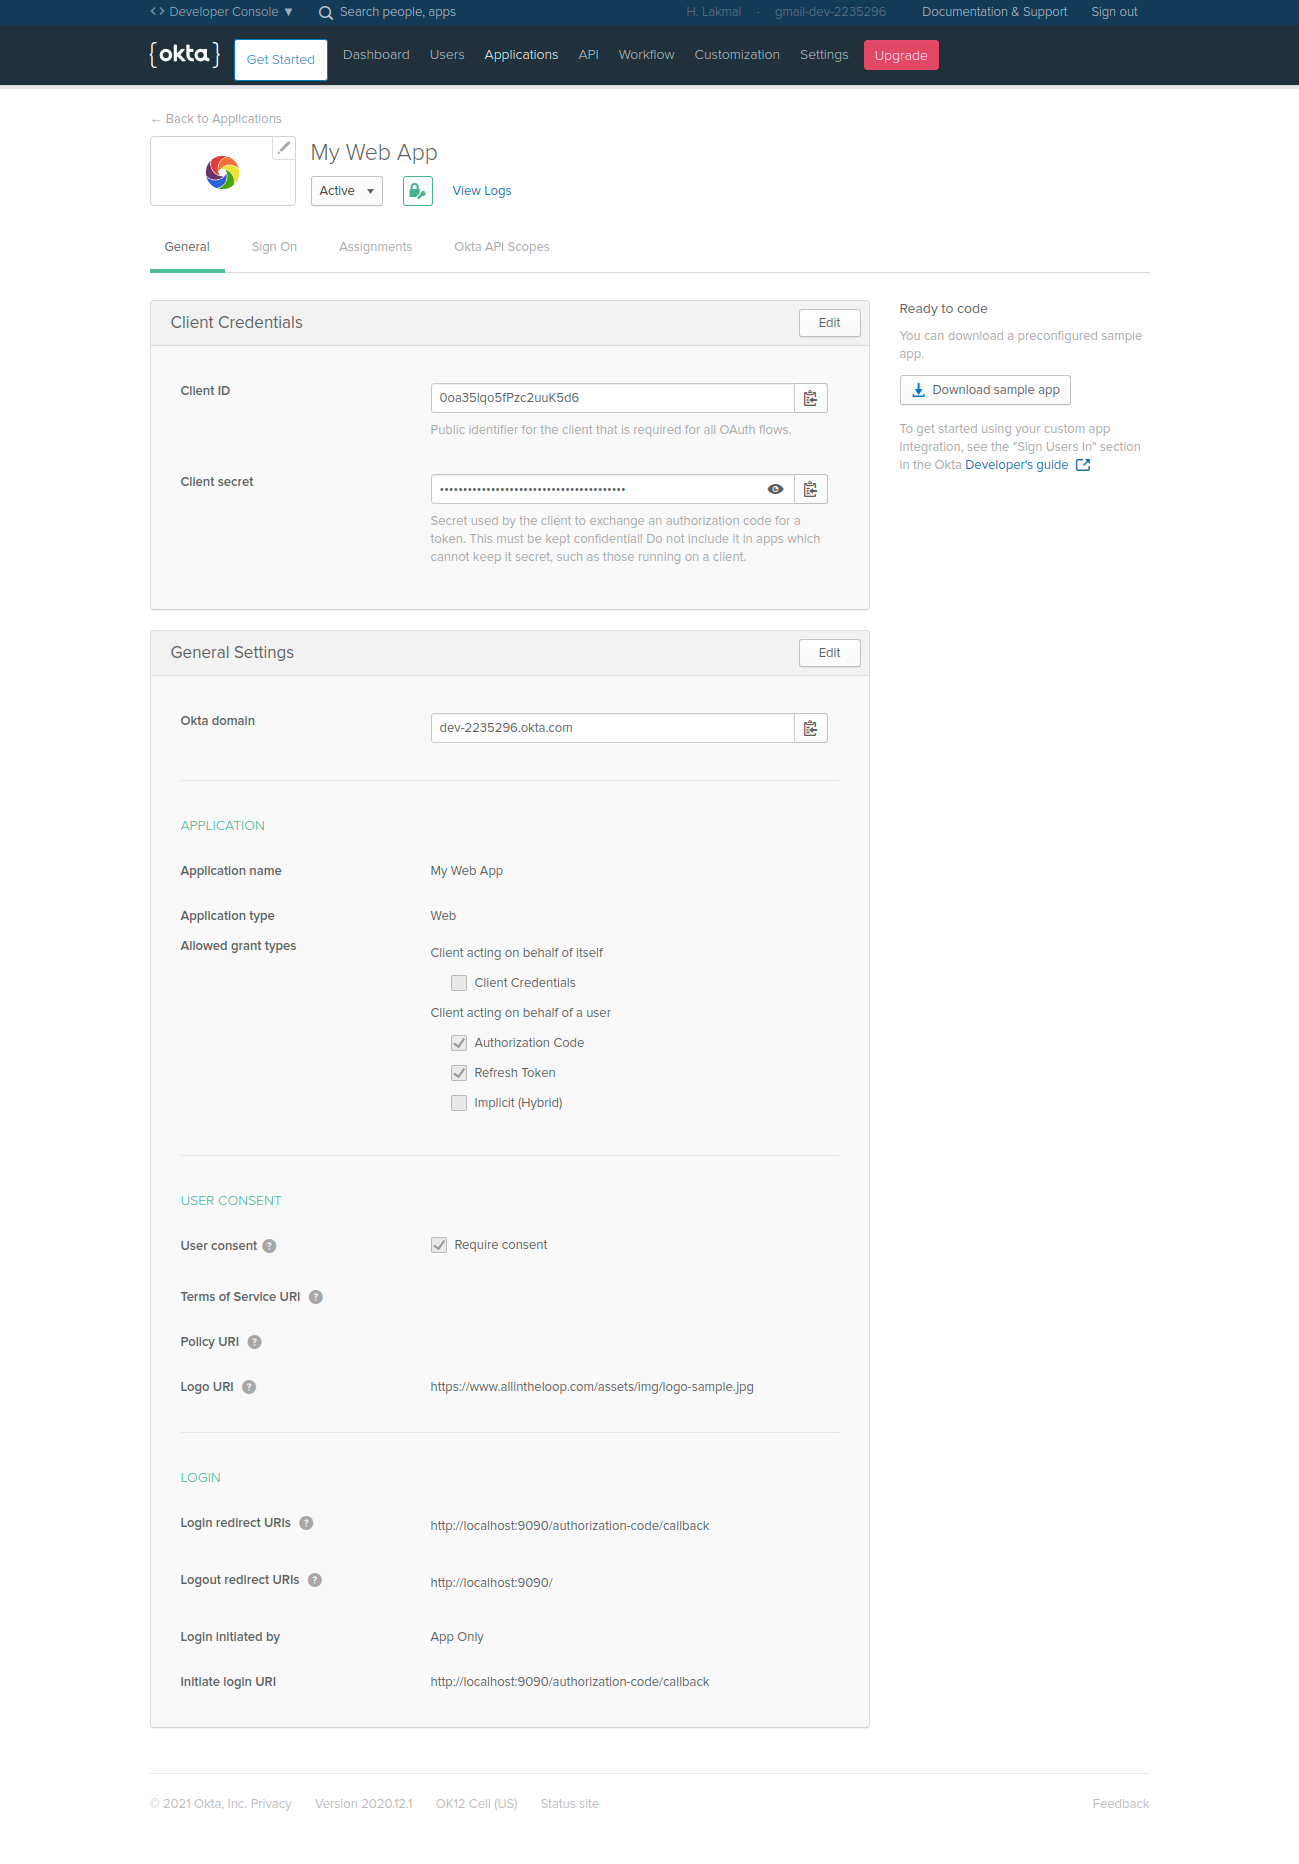 <> Developer Console ▼ Search people, apps H. Lakmal · gmail-dev-2235296 Documentation & Support Sign out
{okta} Get Started Dashboard Users Applications API Workflow Customization Settings Upgrade
← Back to Applications
My Web App
Active ▼ View Logs
General Sign On Assignments Okta API Scopes
Client Credentials Edit
Client ID 0oa35lqo5fPzc2uuK5d6
Public identifier for the client that is required for all OAuth flows.
Client secret ••••••••••••••••••••••••••••••••••••••••
Secret used by the client to exchange an authorization code for a
token. This must be kept confidential! Do not include it in apps which
cannot keep it secret, such as those running on a client.
Ready to code
You can download a preconfigured sample
app.
Download sample app
To get started using your custom app
integration, see the "Sign Users In" section
in the Okta Developer's guide
General Settings Edit
Okta domain dev-2235296.okta.com
APPLICATION
Application name My Web App
Application type Web
Allowed grant types
Client acting on behalf of itself
Client Credentials
Client acting on behalf of a user
Authorization Code
Refresh Token
Implicit (Hybrid)
USER CONSENT
User consent ? Require consent
Terms of Service URI ?
Policy URI ?
Logo URI ? https://www.allintheloop.com/assets/img/logo-sample.jpg
LOGIN
Login redirect URIs ? http://localhost:9090/authorization-code/callback
Logout redirect URIs ? http://localhost:9090/
Login initiated by App Only
Initiate login URI http://localhost:9090/authorization-code/callback
© 2021 Okta, Inc. Privacy Version 2020.12.1 OK12 Cell (US) Status site Feedback